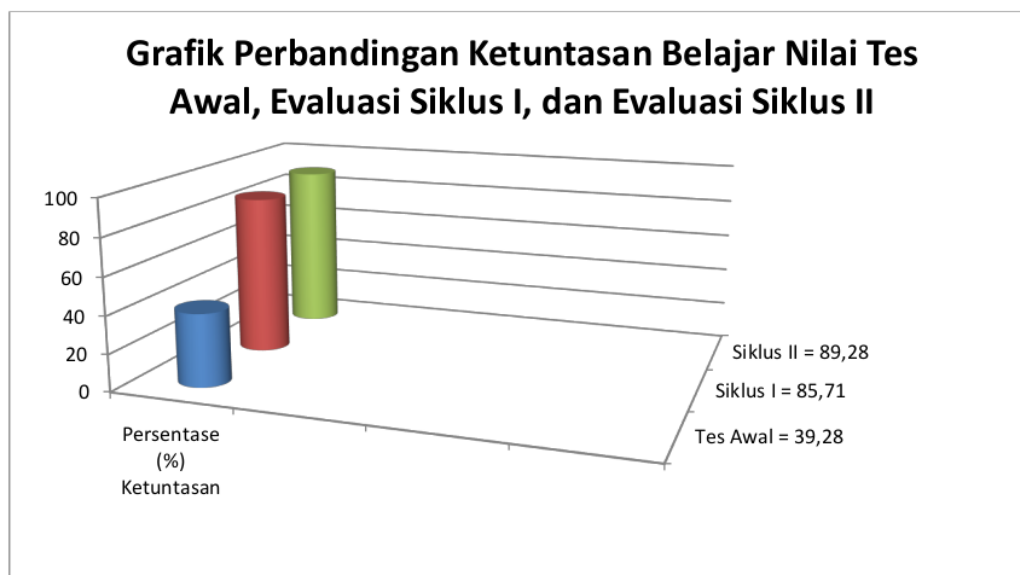 Grafik Perbandingan Ketuntasan Belajar Nilai Tes
Awal, Evaluasi Siklus I, dan Evaluasi Siklus II
100
80
60
40
20
0
Persentase
(%)
Ketuntasan
Siklus II = 89,28
Siklus I = 85,71
Tes Awal = 39,28